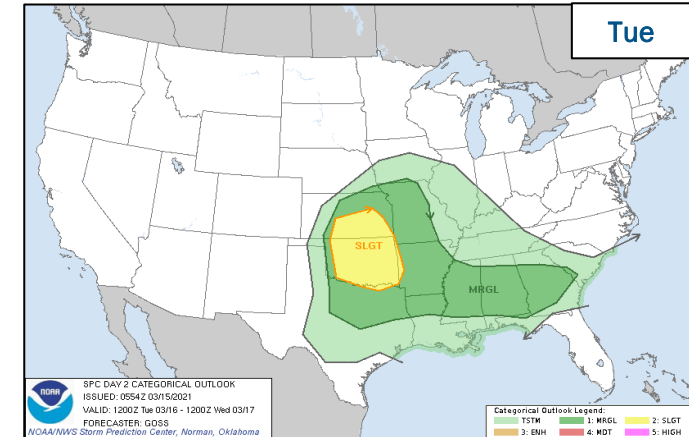 Tue
SLGT
MRGL
NOAA
SPC DAY 2 CATEGORICAL OUTLOOK
ISSUED: 0554Z 03/15/2021
VALID: 1200Z Tue 03/16 - 1200Z Wed 03/17
FORECASTER: GOSS
NOAA/NWS Storm Prediction Center, Norman, Oklahoma
Categorical Outlook Legend:
TSTM 1: MRGL 2: SLGT
3: ENH 4: MDT 5: HIGH